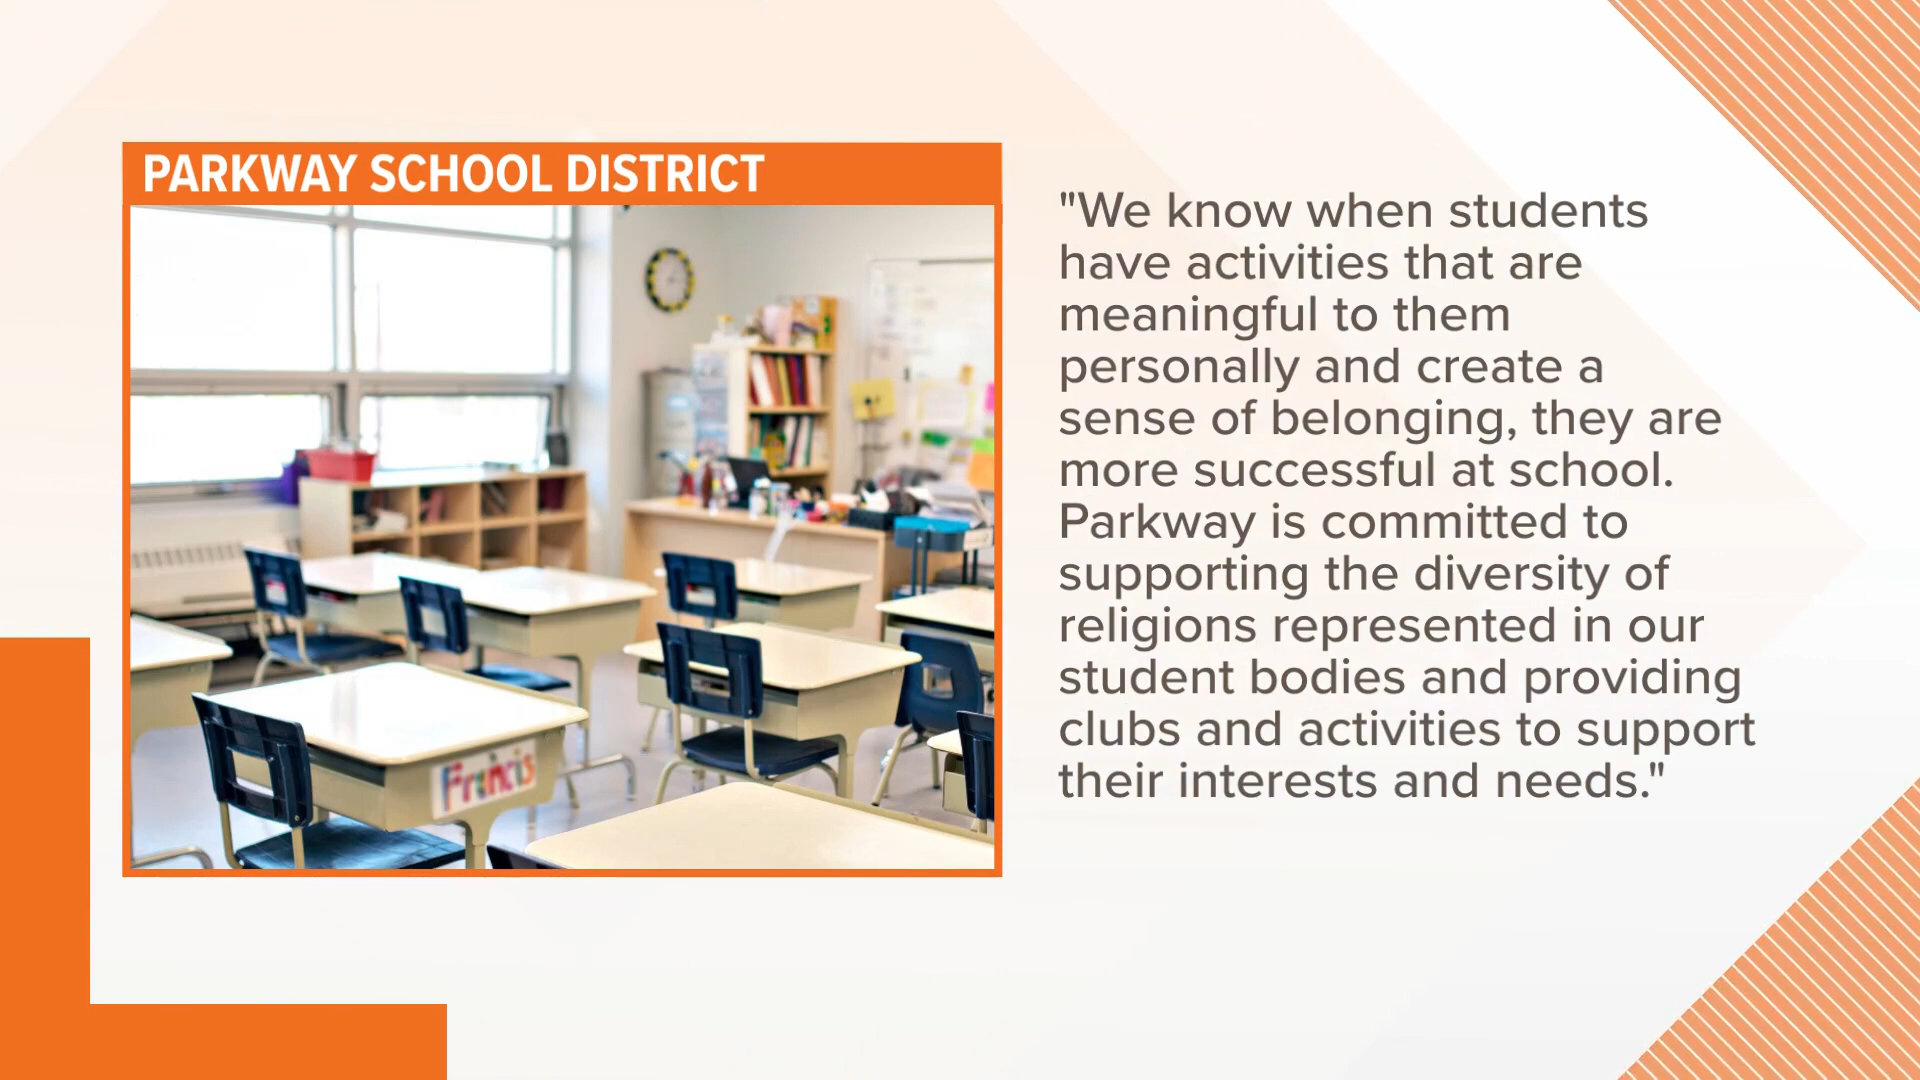 PARKWAY SCHOOL DISTRICT
"We know when students
have activities that are
meaningful to them
personally and create a
sense of belonging, they are
more successful at school.
Parkway is committed to
supporting the diversity of
religions represented in our
student bodies and providing
clubs and activities to support
their interests and needs."
Francis